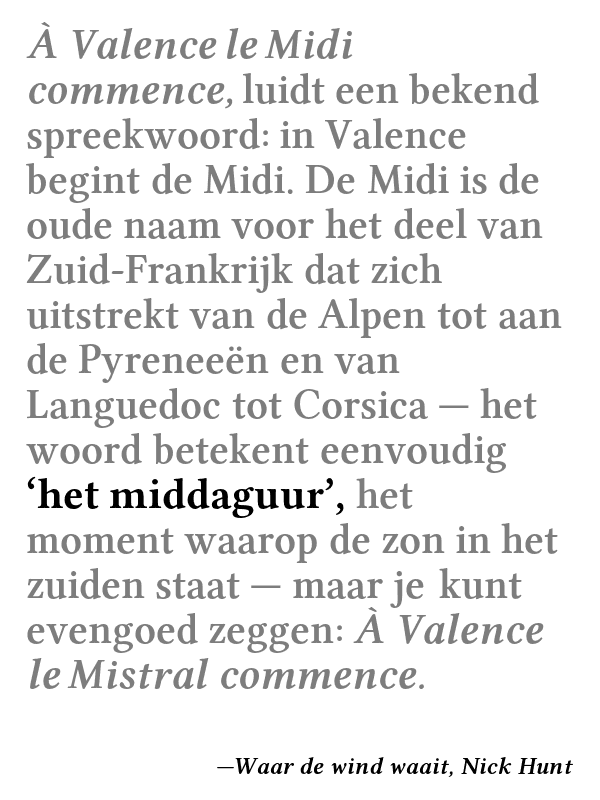 À Valence le Midi
commence, luidt een bekend
spreekwoord: in Valence
begint de Midi. De Midi is de
oude naam voor het deel van
Zuid-Frankrijk dat zich
uitstrekt van de Alpen tot aan
de Pyreneeën en van
Languedoc tot Corsica — het
woord betekent eenvoudig
‘het middaguur’, het
moment waarop de zon in het
zuiden staat — maar je kunt
evengoed zeggen: À Valence
le Mistral commence.
—Waar de wind waait, Nick Hunt